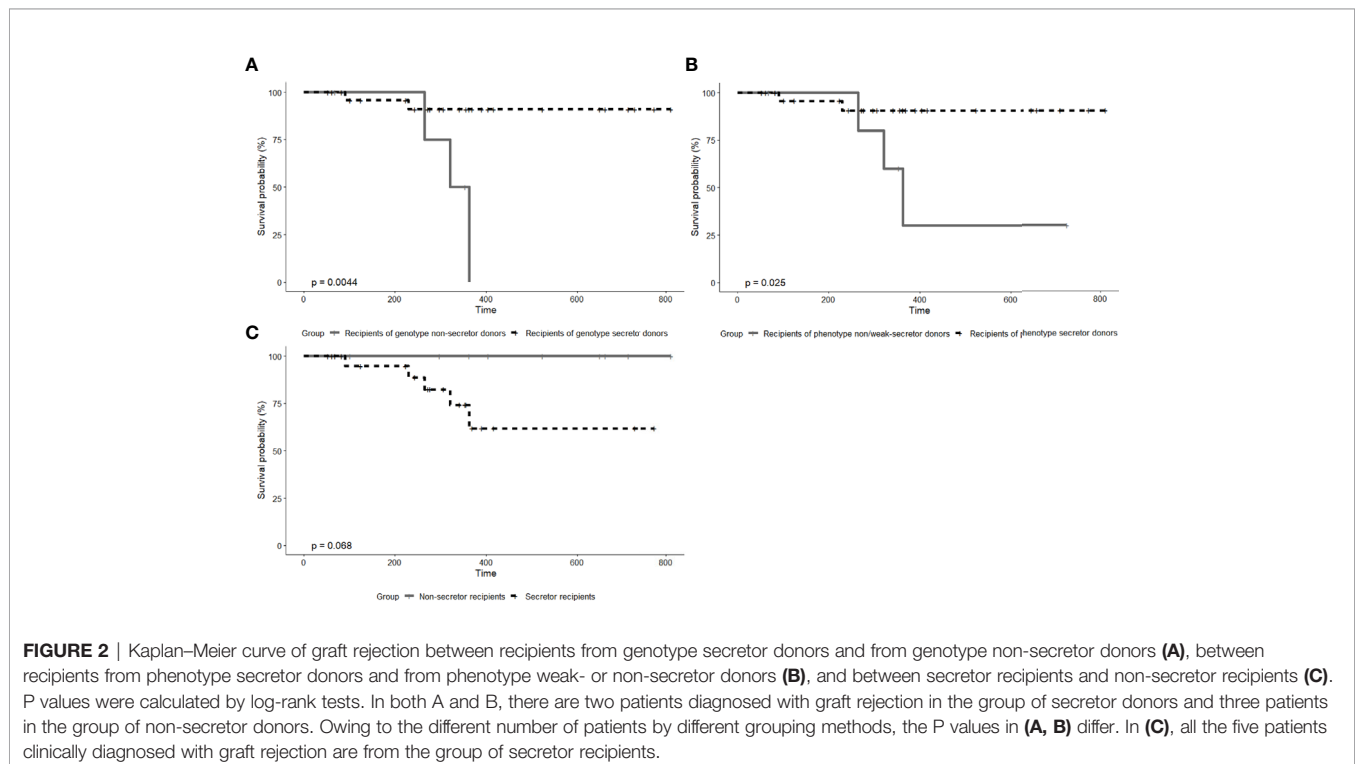 A
100
75
50
25
0
Survival probability (%)
p = 0.0044
0 200 400 600 800
Time
Group Recipients of genotype non-secretor donors Recipients of genotype secretor donors
B
100
75
50
25
0
Survival probability (%)
p = 0.025
0 200 400 600 800
Time
Group Recipients of phenotype non/weak-secretor donors Recipients of phenotype secretor donors
C
100
75
50
25
0
Survival probability (%)
p = 0.068
0 200 400 600 800
Time
Group Non-secretor recipients Secretor recipients
FIGURE 2 | Kaplan–Meier curve of graft rejection between recipients from genotype secretor donors and from genotype non-secretor donors (A), between
recipients from phenotype secretor donors and from phenotype weak- or non-secretor donors (B), and between secretor recipients and non-secretor recipients (C).
P values were calculated by log-rank tests. In both A and B, there are two patients diagnosed with graft rejection in the group of secretor donors and three patients
in the group of non-secretor donors. Owing to the different number of patients by different grouping methods, the P values in (A, B) differ. In (C), all the five patients
clinically diagnosed with graft rejection are from the group of secretor recipients.